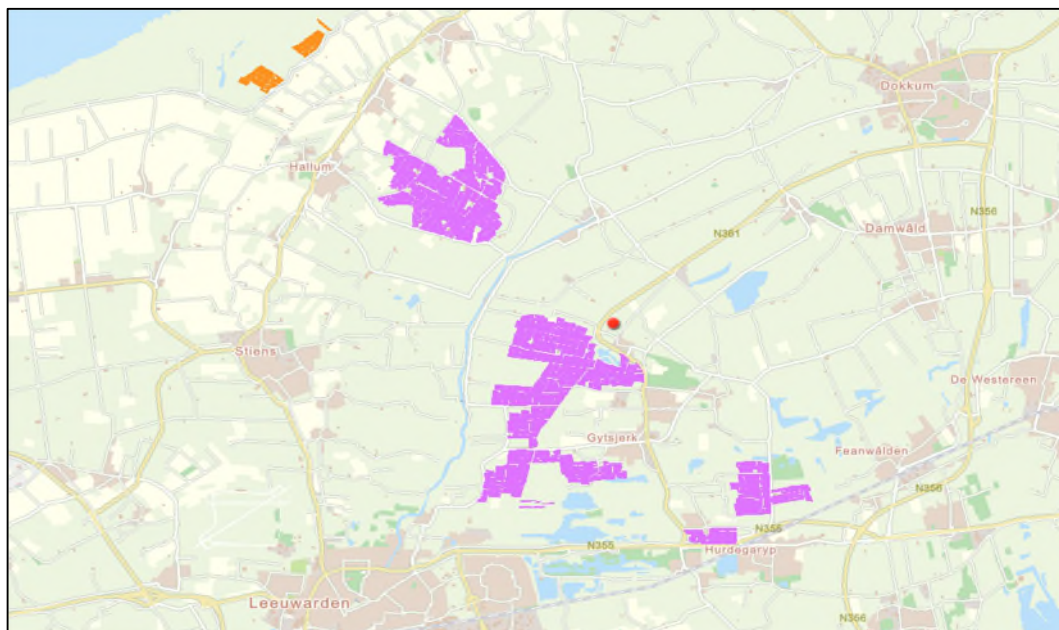 Dokkum
Hallum
N356
Damwâld
N361
Stiens
De Westereen
Gytsjerk
Feanwâlden
N356
N355
N355
Hurdegaryp
Leeuwarden
N356